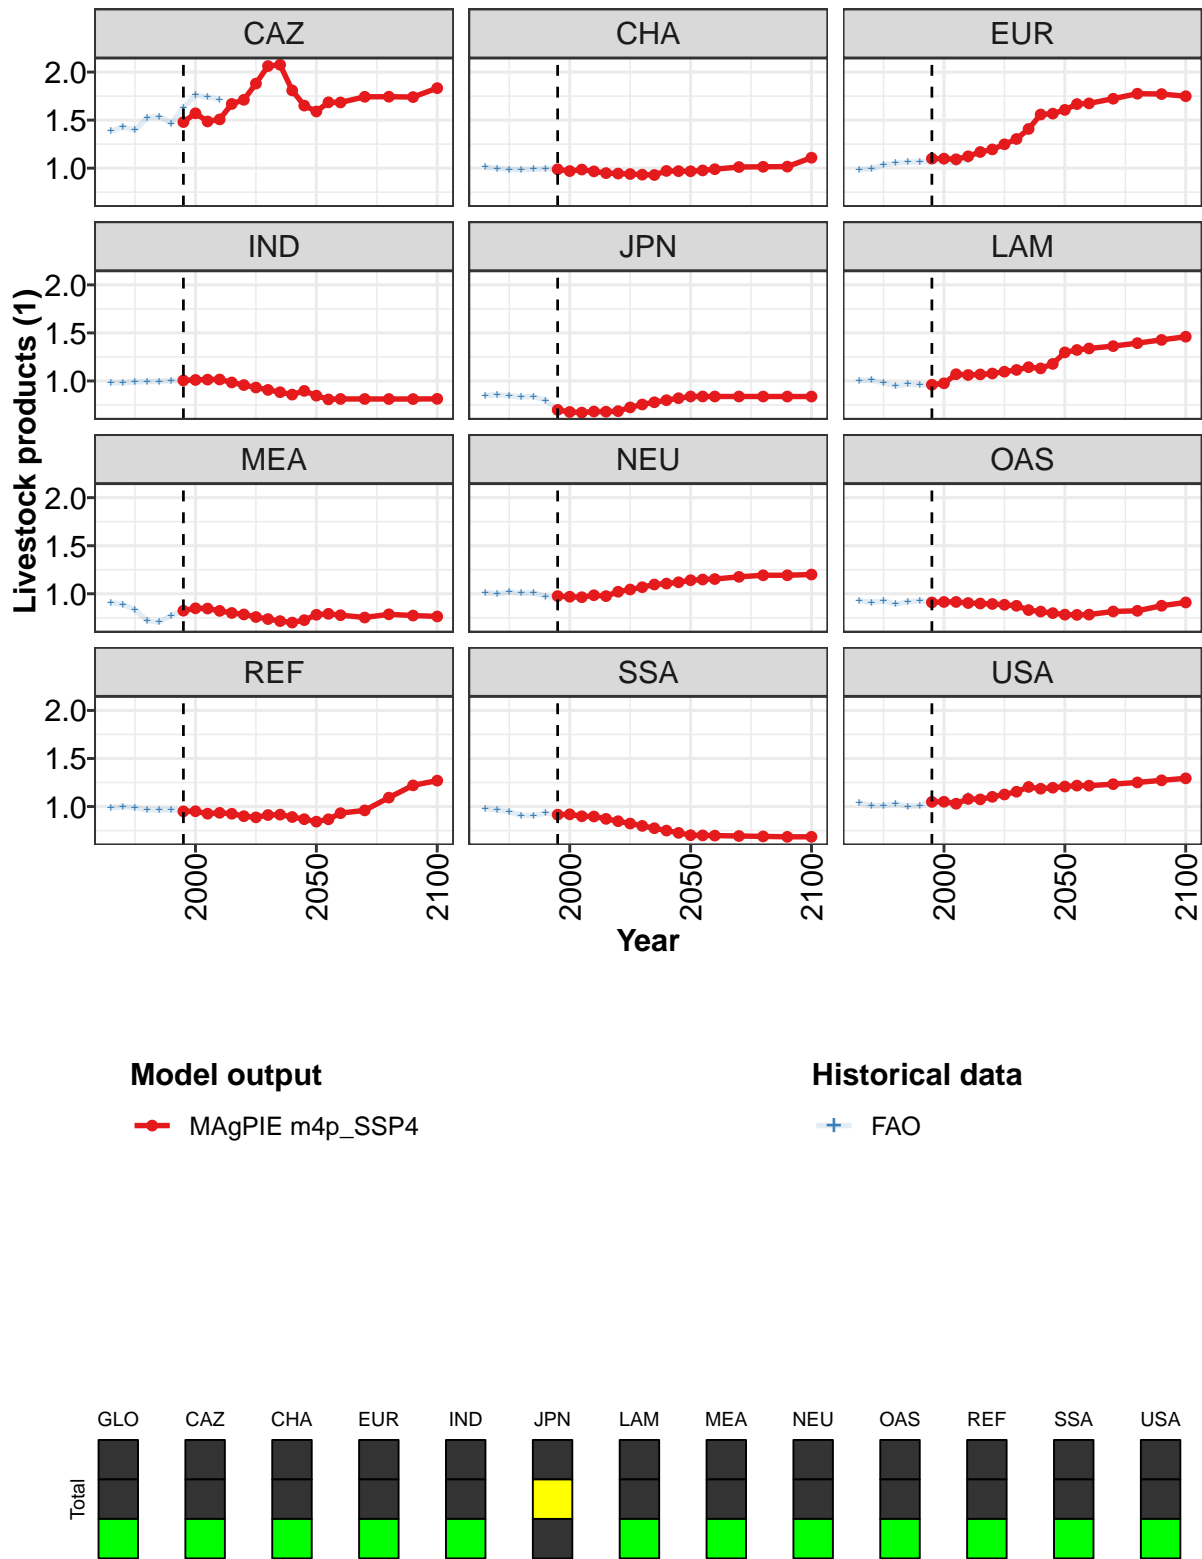 CAZ CHA EUR
2.0
1.5
1.0
IND JPN LAM
2.0
1.5
1.0
MEA NEU OAS
2.0
1.5
1.0
REF SSA USA
2.0
1.5
1.0
Livestock products (1)
2000 2050 2100 2000 2050 2100 2000 2050 2100
Year
Model output Historical data
MAgPIE m4p_SSP4 FAO
GLO CAZ CHA EUR IND JPN LAM MEA NEU OAS REF SSA USA
Total